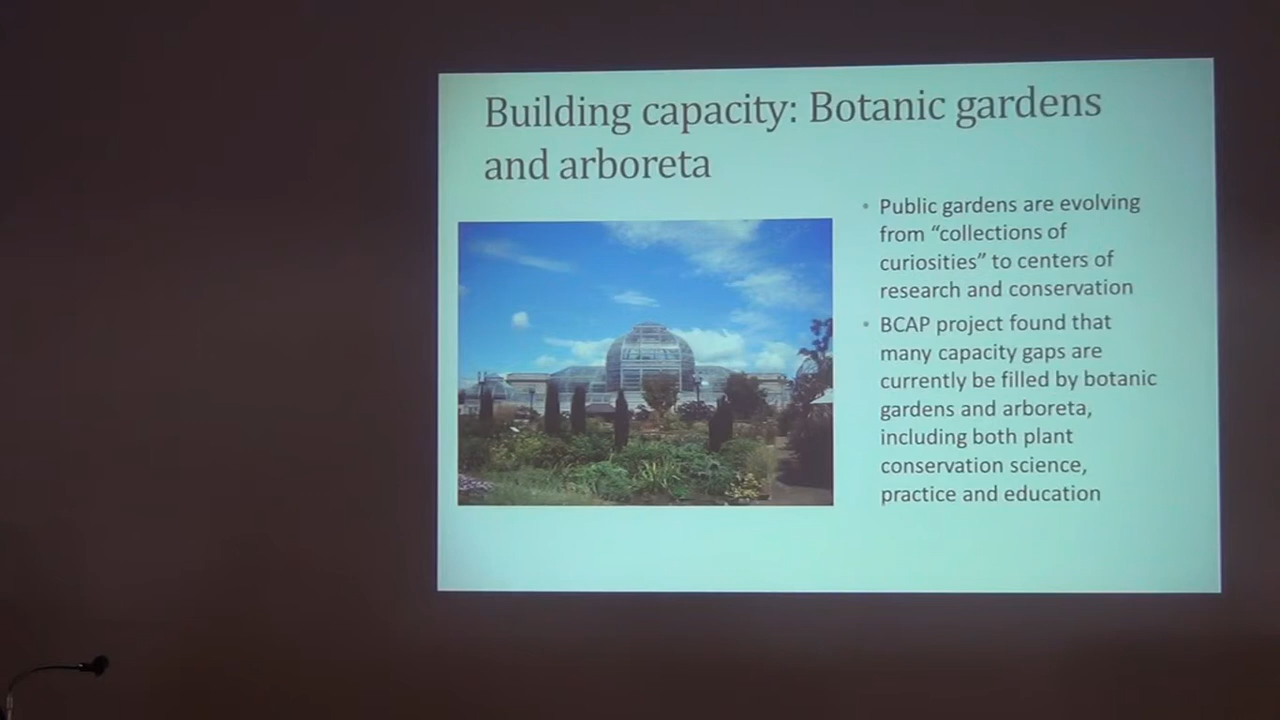 Building capacity: Botanic gardens
and arboreta
• Public gardens are evolving
from “collections of
curiosities” to centers of
research and conservation
• BCAP project found that
many capacity gaps are
currently be filled by botanic
gardens and arboreta,
including both plant
conservation science,
practice and education